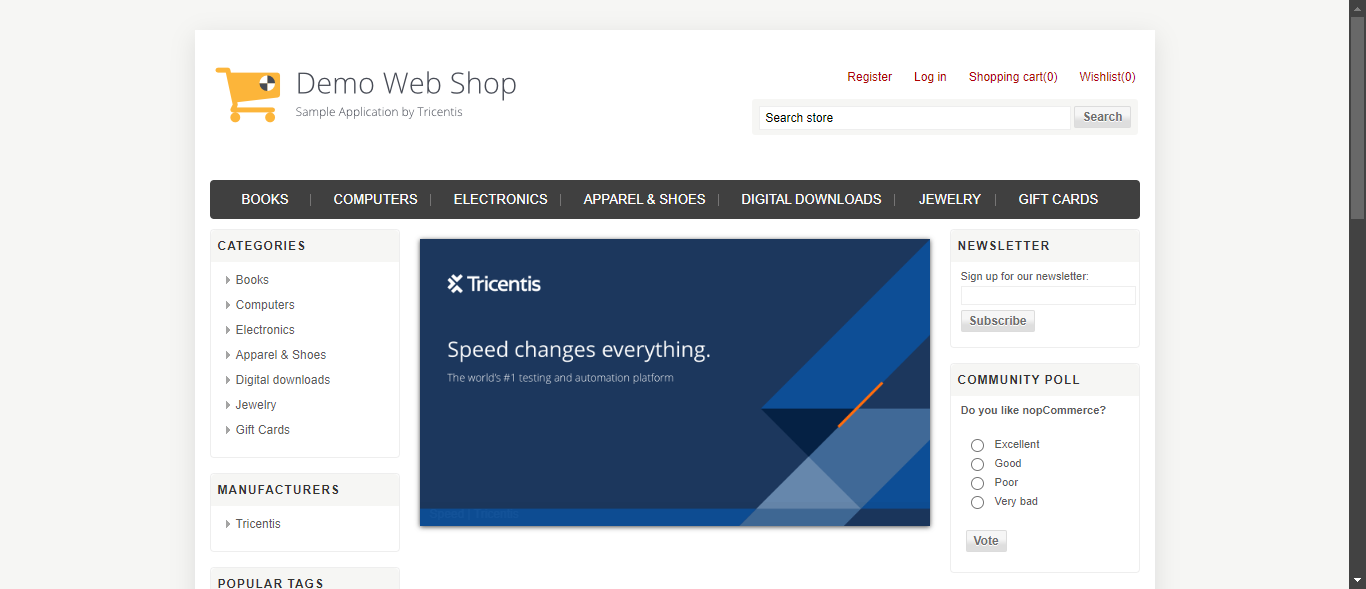 Demo Web Shop
Sample Application by Tricentis
Register Log in Shopping cart(0) Wishlist(0)
Search store Search
BOOKS COMPUTERS ELECTRONICS APPAREL & SHOES DIGITAL DOWNLOADS JEWELRY GIFT CARDS
CATEGORIES
Books
Computers
Electronics
Apparel & Shoes
Digital downloads
Jewelry
Gift Cards
MANUFACTURERS
Tricentis
POPULAR TAGS
Tricentis
Speed changes everything.
The world's #1 testing and automation platform
NEWSLETTER
Sign up for our newsletter:
Subscribe
COMMUNITY POLL
Do you like nopCommerce?
Excellent
Good
Poor
Very bad
Vote